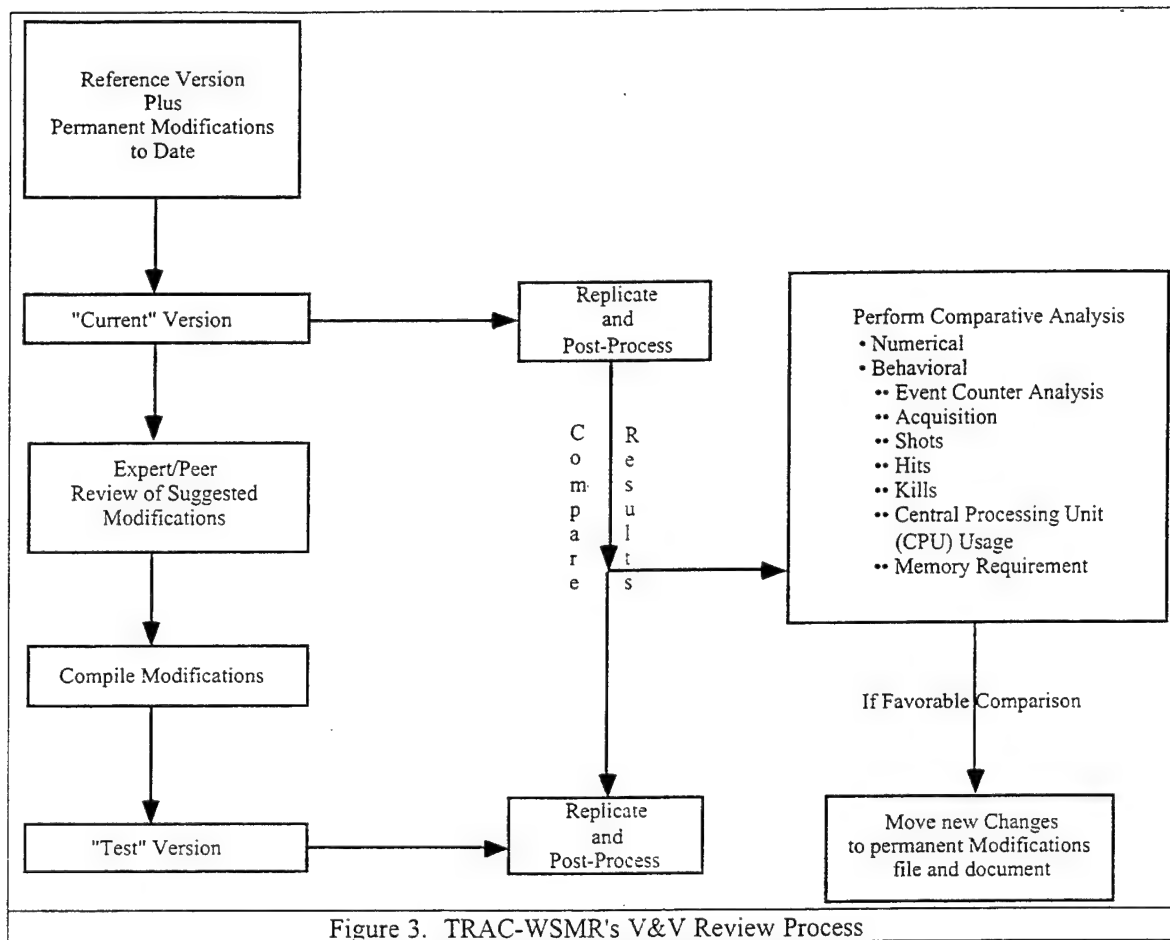 Reference Version
Plus
Permanent Modifications
to Date
"Current" Version
Replicate
and
Post-Process
Expert/Peer
Review of Suggested
Modifications
Compare
Results
Compile Modifications
"Test" Version
Replicate
and
Post-Process
Perform Comparative Analysis
• Numerical
• Behavioral
•• Event Counter Analysis
•• Acquisition
•• Shots
•• Hits
•• Kills
•• Central Processing Unit
(CPU) Usage
•• Memory Requirement
If Favorable Comparison
Move new Changes
to permanent Modifications
file and document
Figure 3. TRAC-WSMR's V&V Review Process